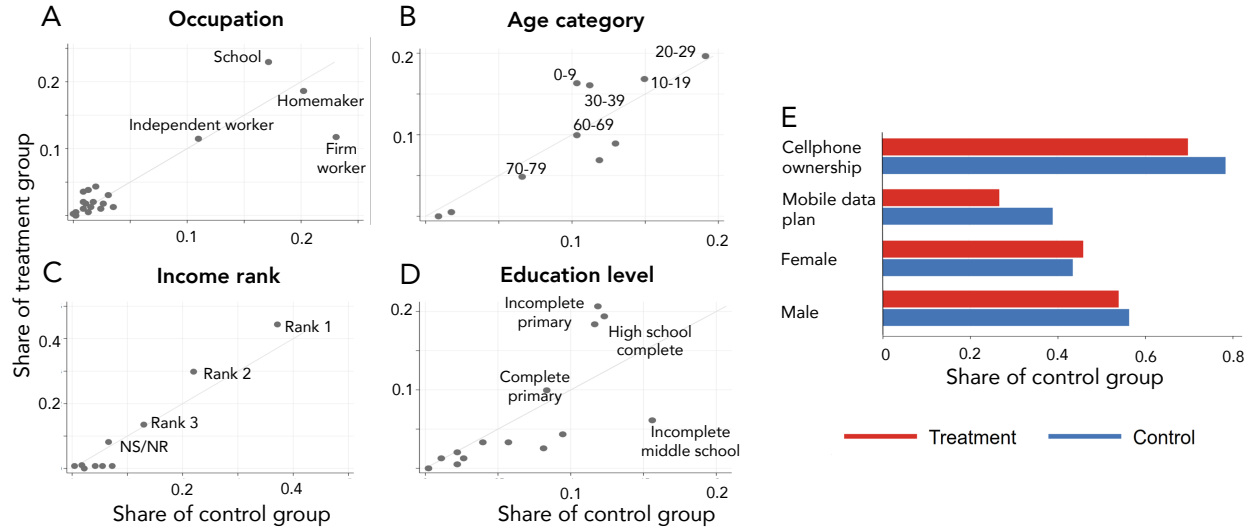 A
Occupation
School
0.2
Homemaker
Independent worker
Firm
worker
0.1
0.1
0.2
B
Age category
20-29
0.2
0-9
10-19
30-39
60-69
0.1
70-79
0.1
0.2
Share of treatment group
C
Income rank
Rank 1
0.4
Rank 2
0.2
Rank 3
NS/NR
0.2
0.4
Share of control group
D
Education level
0.2
Incomplete
primary
High school
complete
Complete
primary
0.1
Incomplete
middle school
0.1
0.2
Share of control group
E
Cellphone
ownership
Mobile data
plan
Female
Male
0
0.2
0.4
0.6
0.8
Share of control group
Treatment
Control